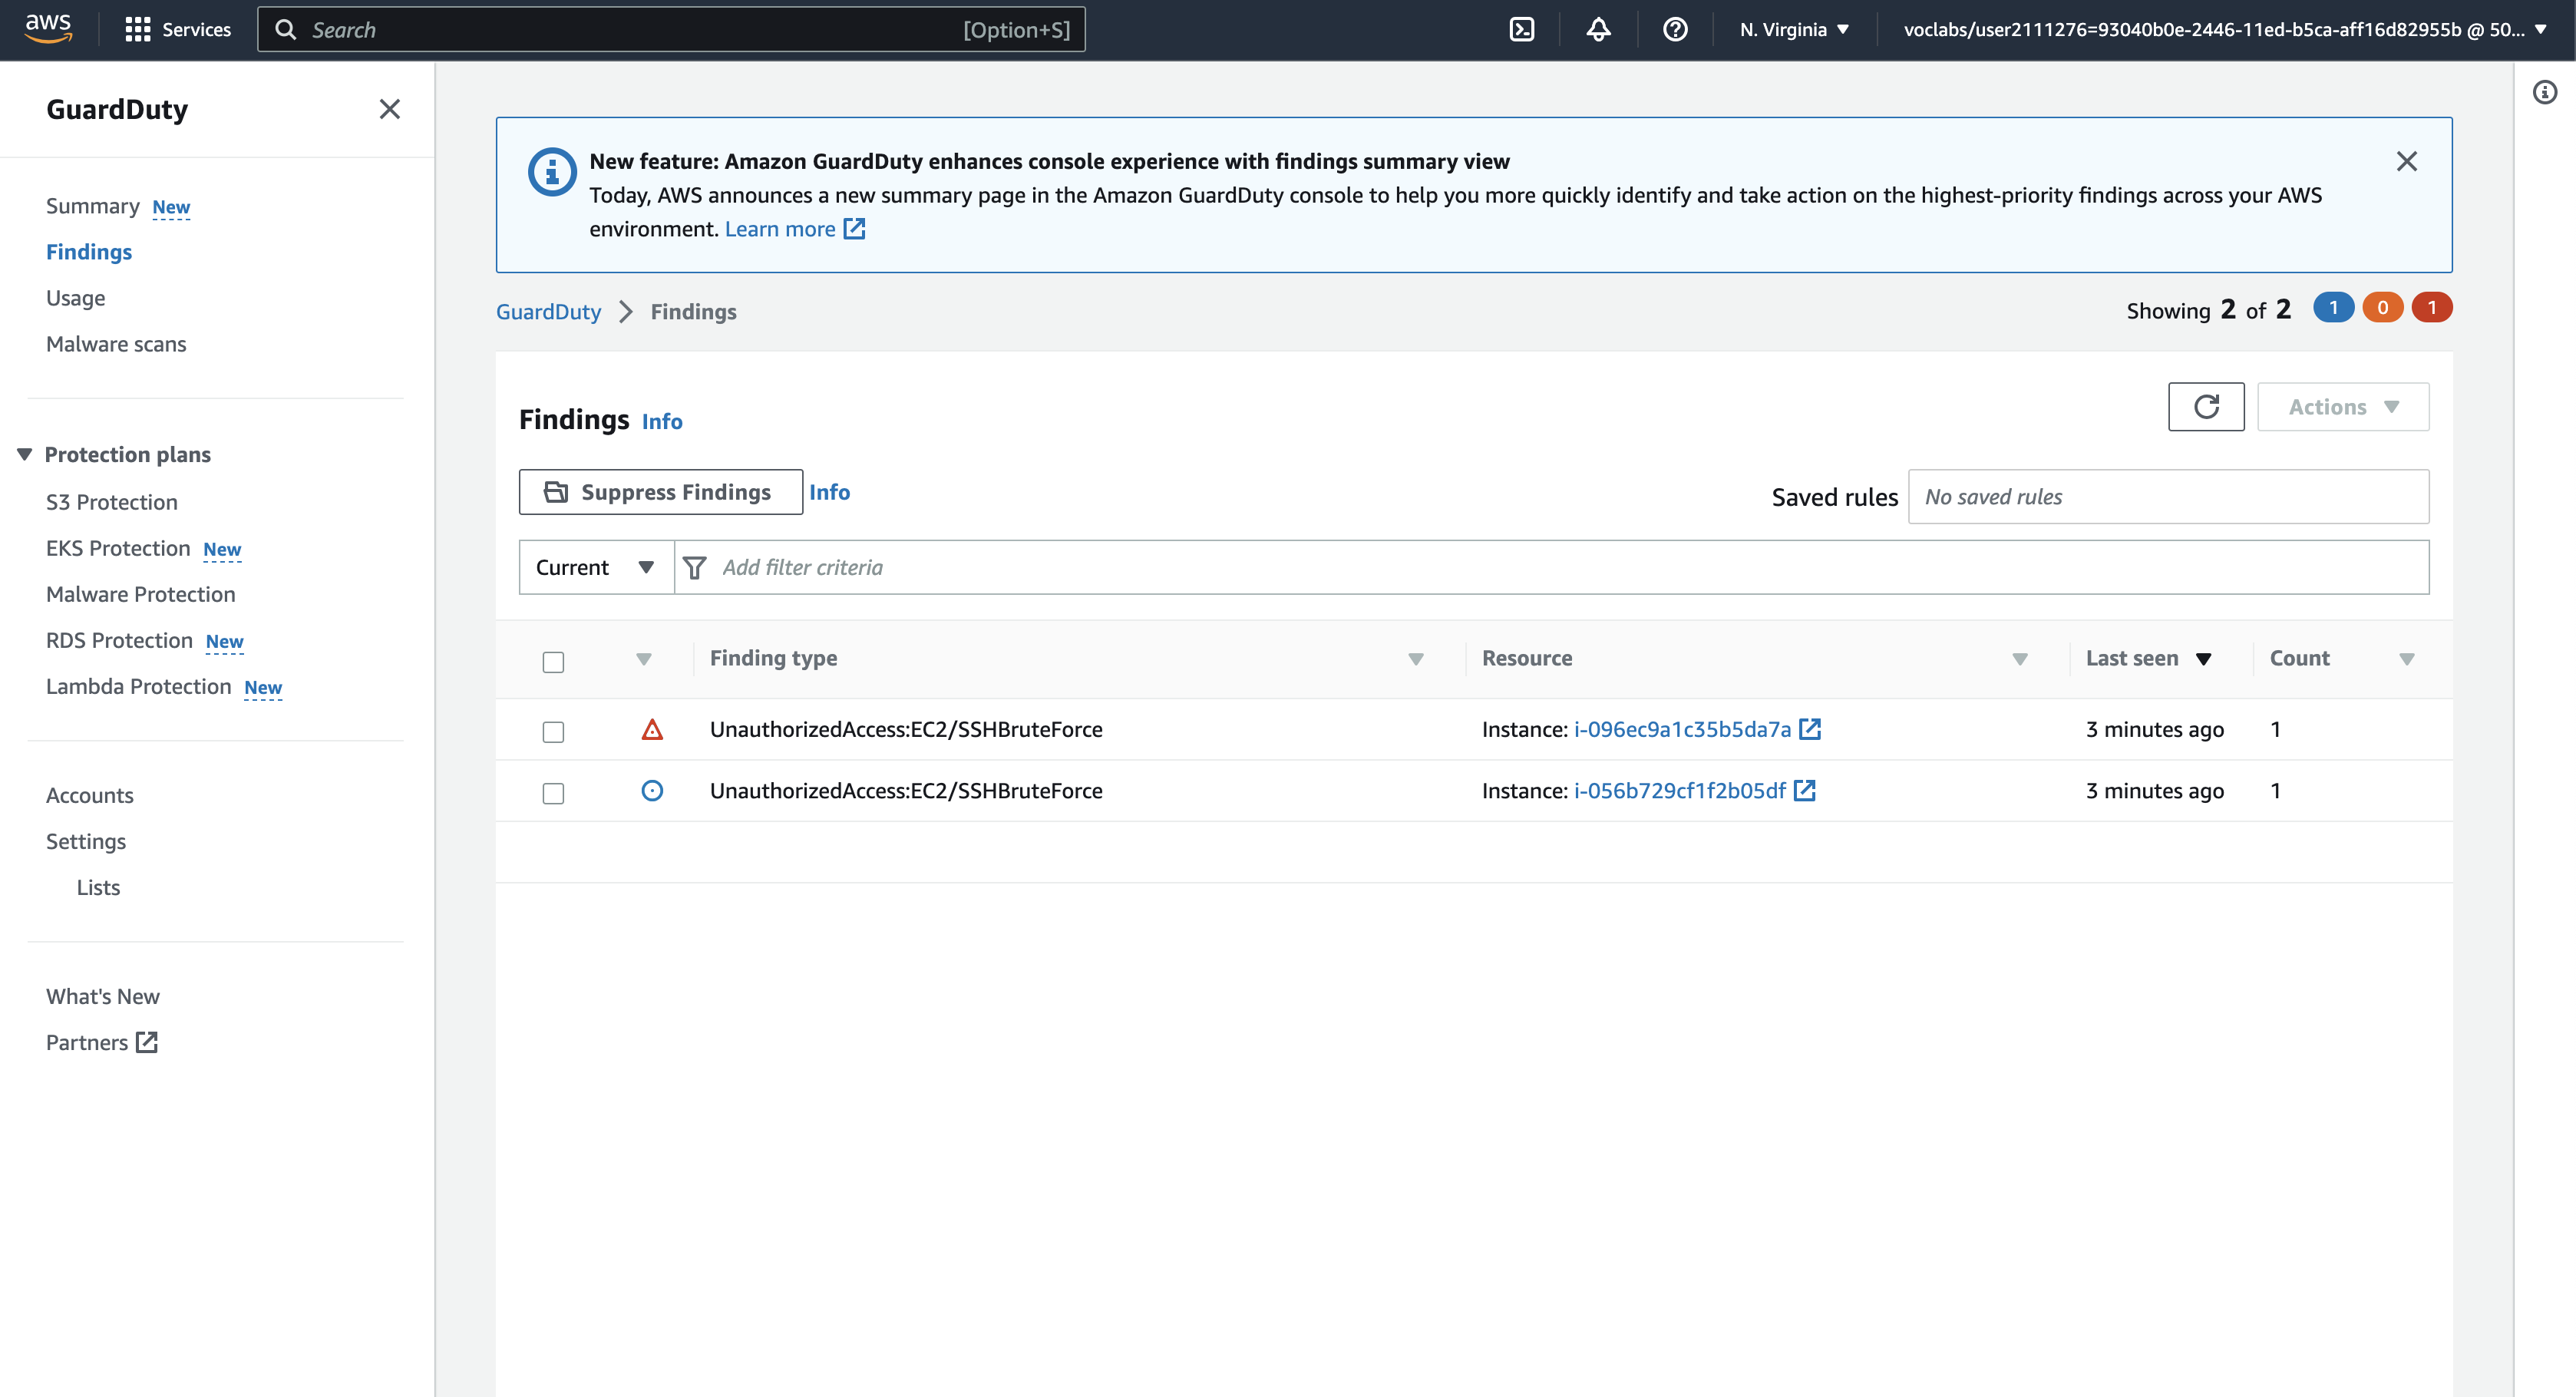 aws
Services
Search
[Option+S]
N. Virginia
voclabs/user2111276=93040b0e-2446-11ed-b5ca-aff16d82955b @ 50...
GuardDuty
Summary New
Findings
Usage
Malware scans
Protection plans
S3 Protection
EKS Protection New
Malware Protection
RDS Protection New
Lambda Protection New
Accounts
Settings
Lists
What's New
Partners
New feature: Amazon GuardDuty enhances console experience with findings summary view
Today, AWS announces a new summary page in the Amazon GuardDuty console to help you more quickly identify and take action on the highest-priority findings across your AWS
environment. Learn more
GuardDuty Findings
Showing 2 of 2 1 0 1
Findings Info
Actions
Suppress Findings Info
Saved rules No saved rules
Current Add filter criteria
Finding type Resource Last seen Count
UnauthorizedAccess:EC2/SSHBruteForce Instance: i-096ec9a1c35b5da7a 3 minutes ago 1
UnauthorizedAccess:EC2/SSHBruteForce Instance: i-056b729cf1f2b05df 3 minutes ago 1